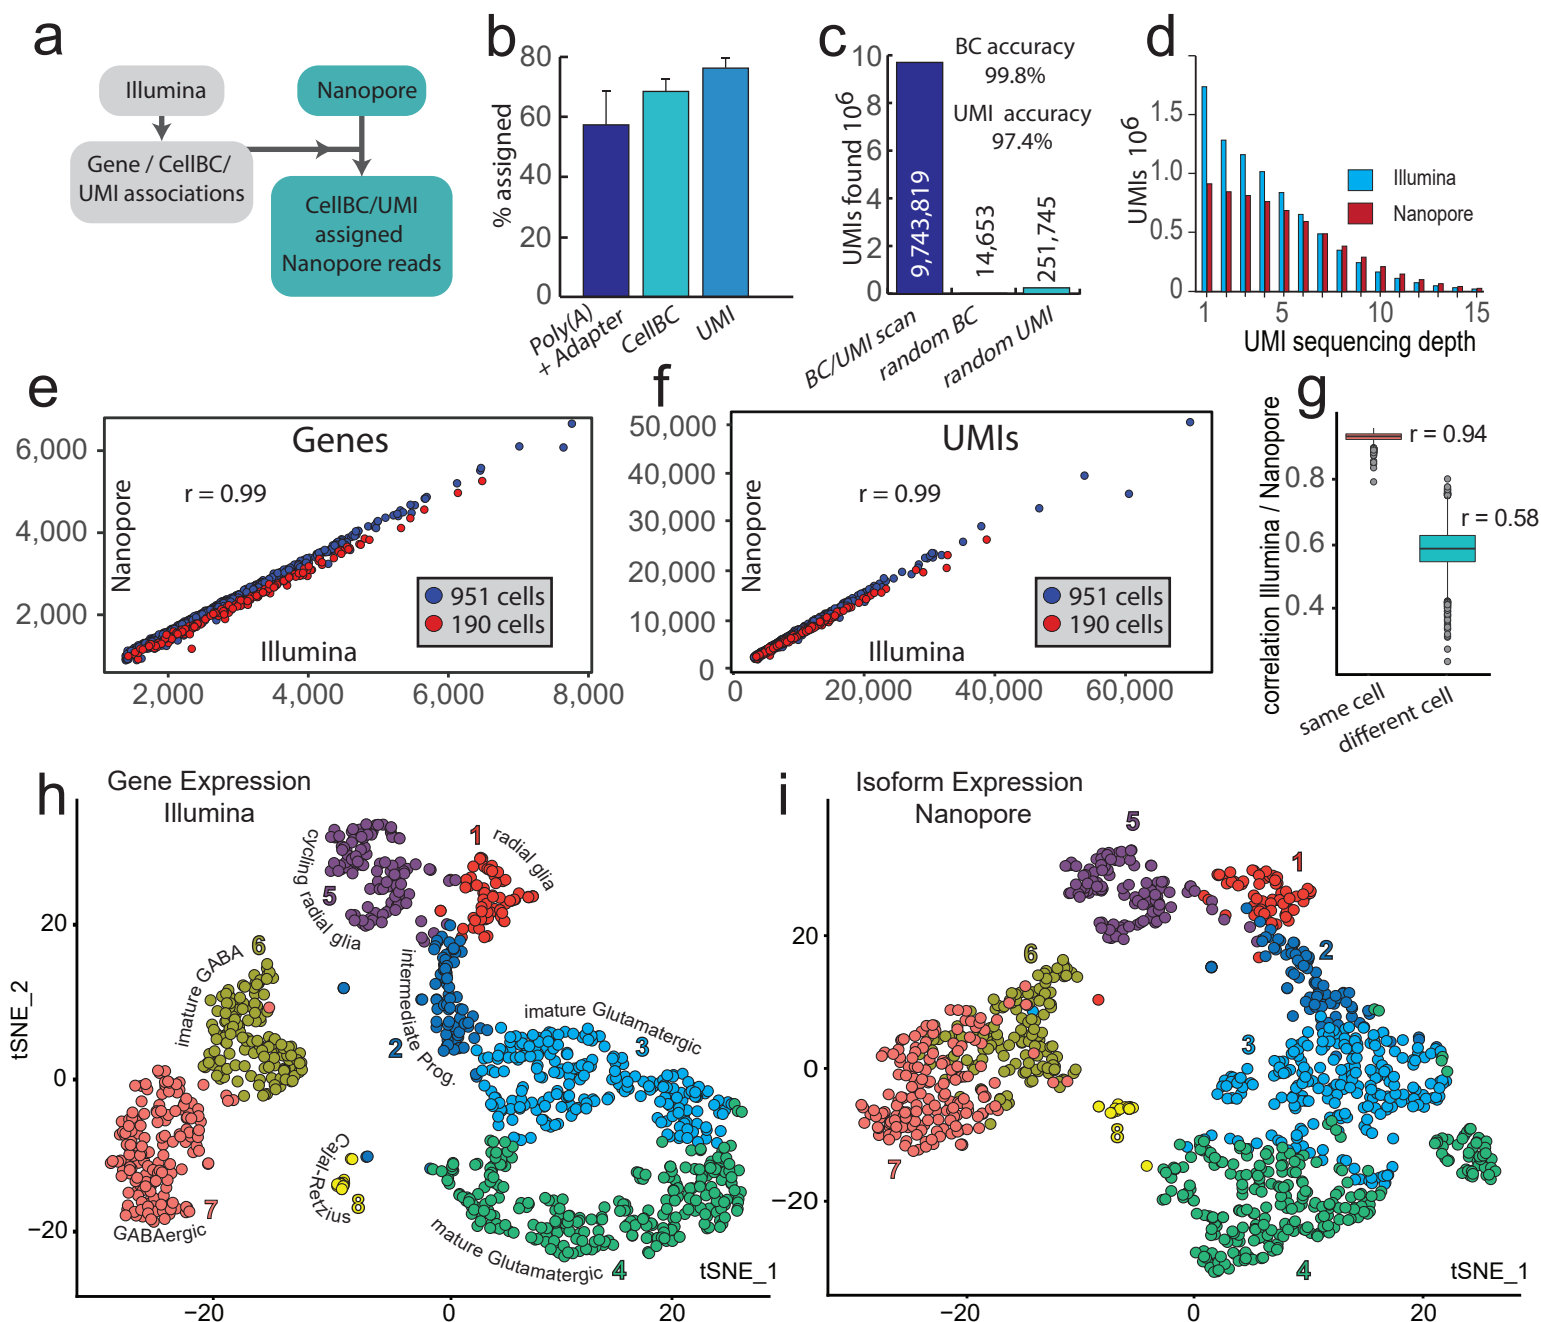 a
Illumina
Nanopore
Gene / CellBC/
UMI associations
CellBC/UMI
assigned
Nanopore reads
b
% assigned
80
60
40
20
0
Poly(A)
+ Adapter
CellBC
UMI
c
UMIs found 10⁶
10
8
6
4
2
0
9,743,819
14,653
251,745
BC accuracy
99.8%
UMI accuracy
97.4%
BC/UMI scan
random BC
random UMI
d
UMIs 10⁶
1.5
1.0
0.5
0
Illumina
Nanopore
1
5
10
15
UMI sequencing depth
e
Genes
r = 0.99
Nanopore
6,000
4,000
2,000
951 cells
190 cells
Illumina
2,000
4,000
6,000
8,000
f
UMIs
r = 0.99
Nanopore
50,000
40,000
30,000
20,000
10,000
0
951 cells
190 cells
Illumina
0
20,000
40,000
60,000
g
correlation Illumina / Nanopore
0.8
0.6
0.4
r = 0.94
r = 0.58
same cell
different cell
h
Gene Expression
Illumina
tSNE_2
20
0
−20
1
radial glia
5
cycling radial glia
6
imature GABA
2
intermediate Prog.
imature Glutamatergic
3
7
GABAergic
Cajal-Retzius
8
mature Glutamatergic
4
tSNE_1
−20
0
20
i
Isoform Expression
Nanopore
20
0
−20
5
1
6
2
3
8
7
4
tSNE_1
−20
0
20